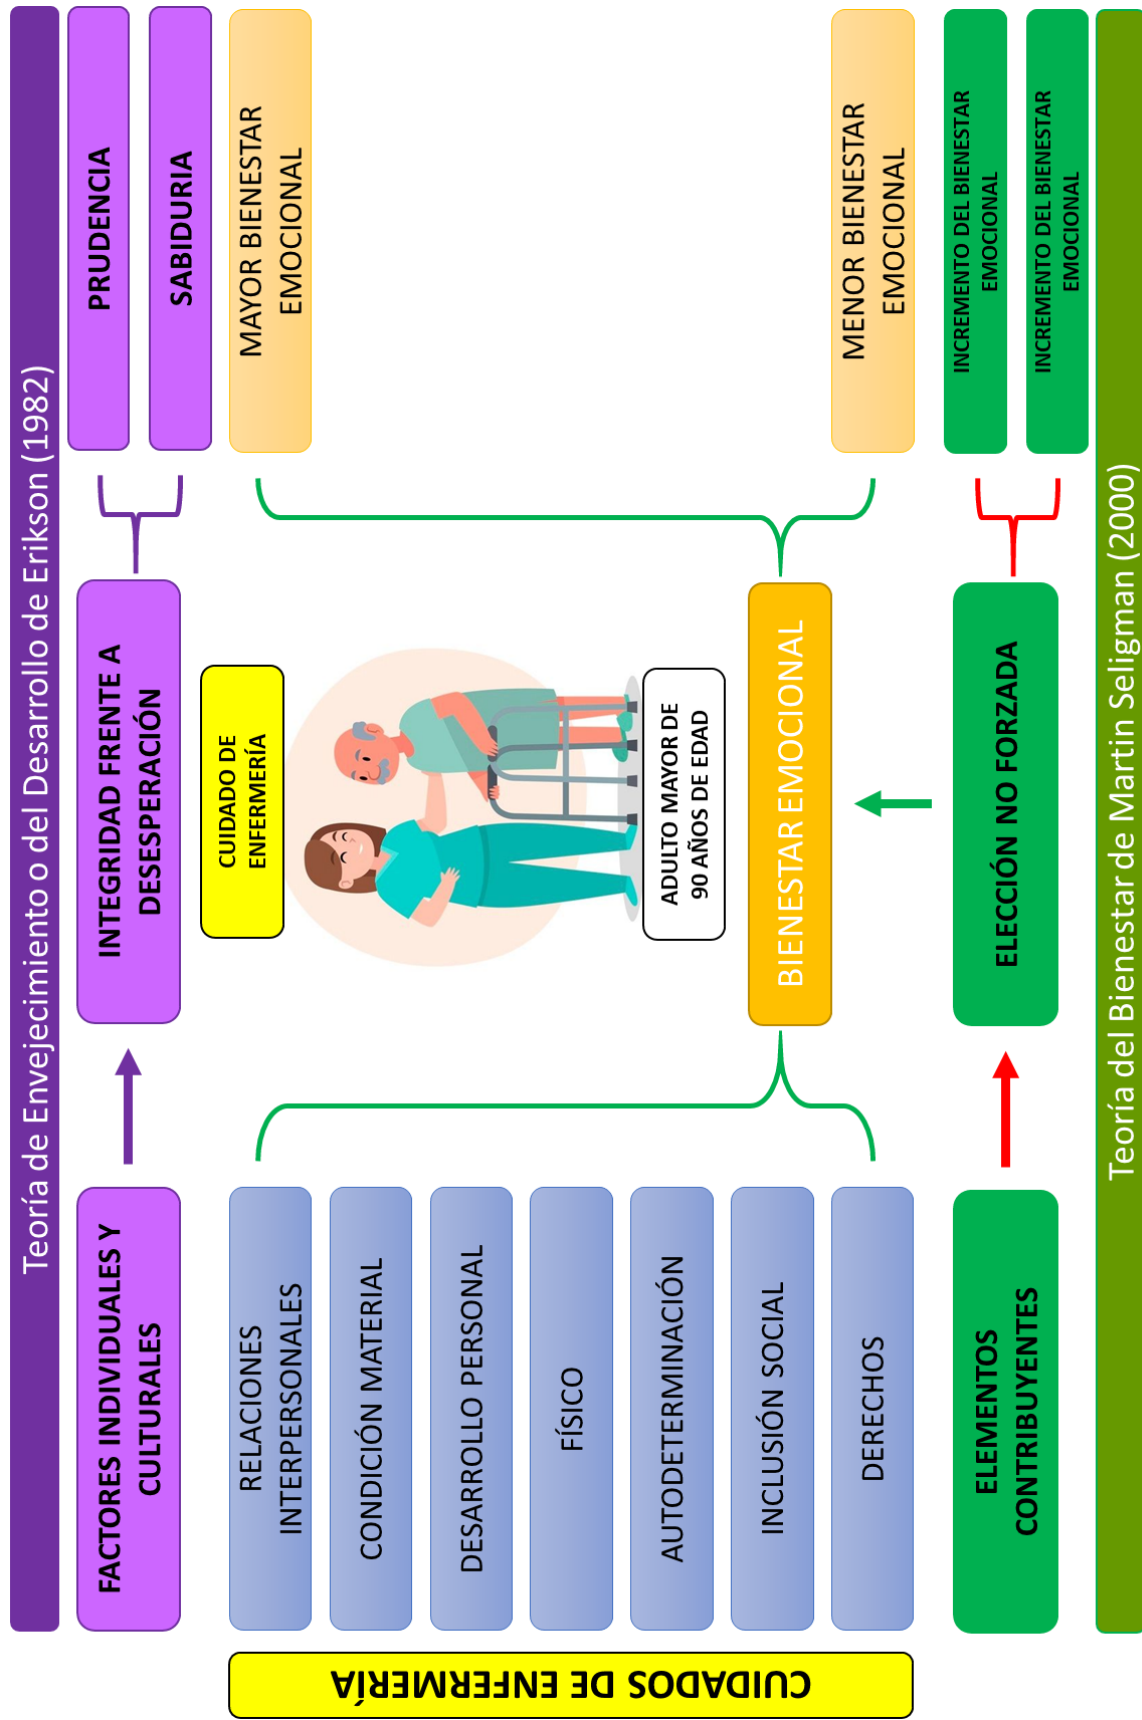 Teoría de Envejecimiento o del Desarrollo de Erikson (1982)
FACTORES INDIVIDUALES Y
CULTURALES
INTEGRIDAD FRENTE A
DESESPERACIÓN
PRUDENCIA
SABIDURIA
CUIDADOS DE ENFERMERÍA
RELACIONES
INTERPERSONALES
CONDICIÓN MATERIAL
DESARROLLO PERSONAL
FÍSICO
AUTODETERMINACIÓN
INCLUSIÓN SOCIAL
DERECHOS
CUIDADO DE
ENFERMERÍA
ADULTO MAYOR DE
90 AÑOS DE EDAD
BIENESTAR EMOCIONAL
MAYOR BIENESTAR
EMOCIONAL
MENOR BIENESTAR
EMOCIONAL
ELEMENTOS
CONTRIBUYENTES
ELECCIÓN NO FORZADA
INCREMENTO DEL BIENESTAR
EMOCIONAL
INCREMENTO DEL BIENESTAR
EMOCIONAL
Teoría del Bienestar de Martin Seligman (2000)